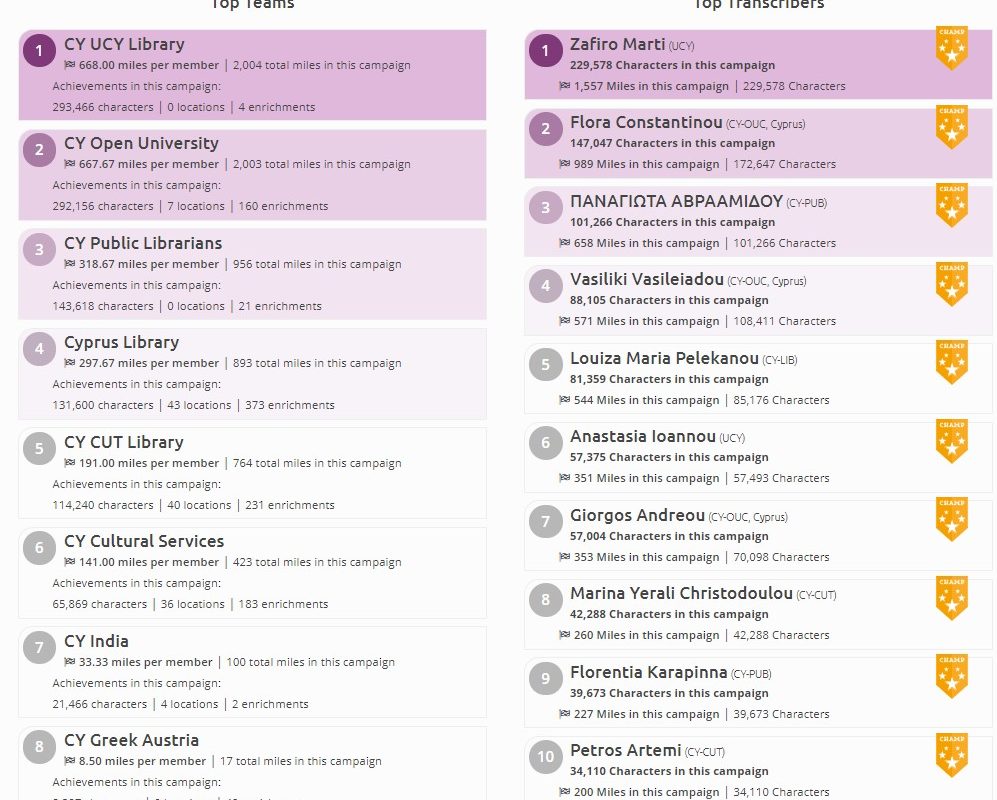 Top Teams
1
CY UCY Library
668.00 miles per member | 2,004 total miles in this campaign
Achievements in this campaign:
293,466 characters | 0 locations | 4 enrichments
2
CY Open University
667.67 miles per member | 2,003 total miles in this campaign
Achievements in this campaign:
292,156 characters | 7 locations | 160 enrichments
3
CY Public Librarians
318.67 miles per member | 956 total miles in this campaign
Achievements in this campaign:
143,618 characters | 0 locations | 21 enrichments
4
Cyprus Library
297.67 miles per member | 893 total miles in this campaign
Achievements in this campaign:
131,600 characters | 43 locations | 373 enrichments
5
CY CUT Library
191.00 miles per member | 764 total miles in this campaign
Achievements in this campaign:
114,240 characters | 40 locations | 231 enrichments
6
CY Cultural Services
141.00 miles per member | 423 total miles in this campaign
Achievements in this campaign:
65,869 characters | 36 locations | 183 enrichments
7
CY India
33.33 miles per member | 100 total miles in this campaign
Achievements in this campaign:
21,466 characters | 4 locations | 2 enrichments
8
CY Greek Austria
8.50 miles per member | 17 total miles in this campaign
Achievements in this campaign:
Top Transcribers
1
Zafiro Marti (UCY)
CHAMP
229,578 Characters in this campaign
1,557 Miles in this campaign | 229,578 Characters
2
Flora Constantinou (CY-OUC, Cyprus)
CHAMP
147,047 Characters in this campaign
989 Miles in this campaign | 172,647 Characters
3
ΠΑΝΑΓΙΩΤΑ ΑΒΡΑΑΜΙΔΟΥ (CY-PUB)
CHAMP
101,266 Characters in this campaign
658 Miles in this campaign | 101,266 Characters
4
Vasiliki Vasileiadou (CY-OUC, Cyprus)
CHAMP
88,105 Characters in this campaign
571 Miles in this campaign | 108,411 Characters
5
Louiza Maria Pelekanou (CY-LIB)
CHAMP
81,359 Characters in this campaign
544 Miles in this campaign | 85,176 Characters
6
Anastasia Ioannou (UCY)
CHAMP
57,375 Characters in this campaign
351 Miles in this campaign | 57,493 Characters
7
Giorgos Andreou (CY-OUC, Cyprus)
CHAMP
57,004 Characters in this campaign
353 Miles in this campaign | 70,098 Characters
8
Marina Yerali Christodoulou (CY-CUT)
CHAMP
42,288 Characters in this campaign
260 Miles in this campaign | 42,288 Characters
9
Florentia Karapinna (CY-PUB)
CHAMP
39,673 Characters in this campaign
227 Miles in this campaign | 39,673 Characters
10
Petros Artemi (CY-CUT)
CHAMP
34,110 Characters in this campaign
200 Miles in this campaign | 34,110 Characters